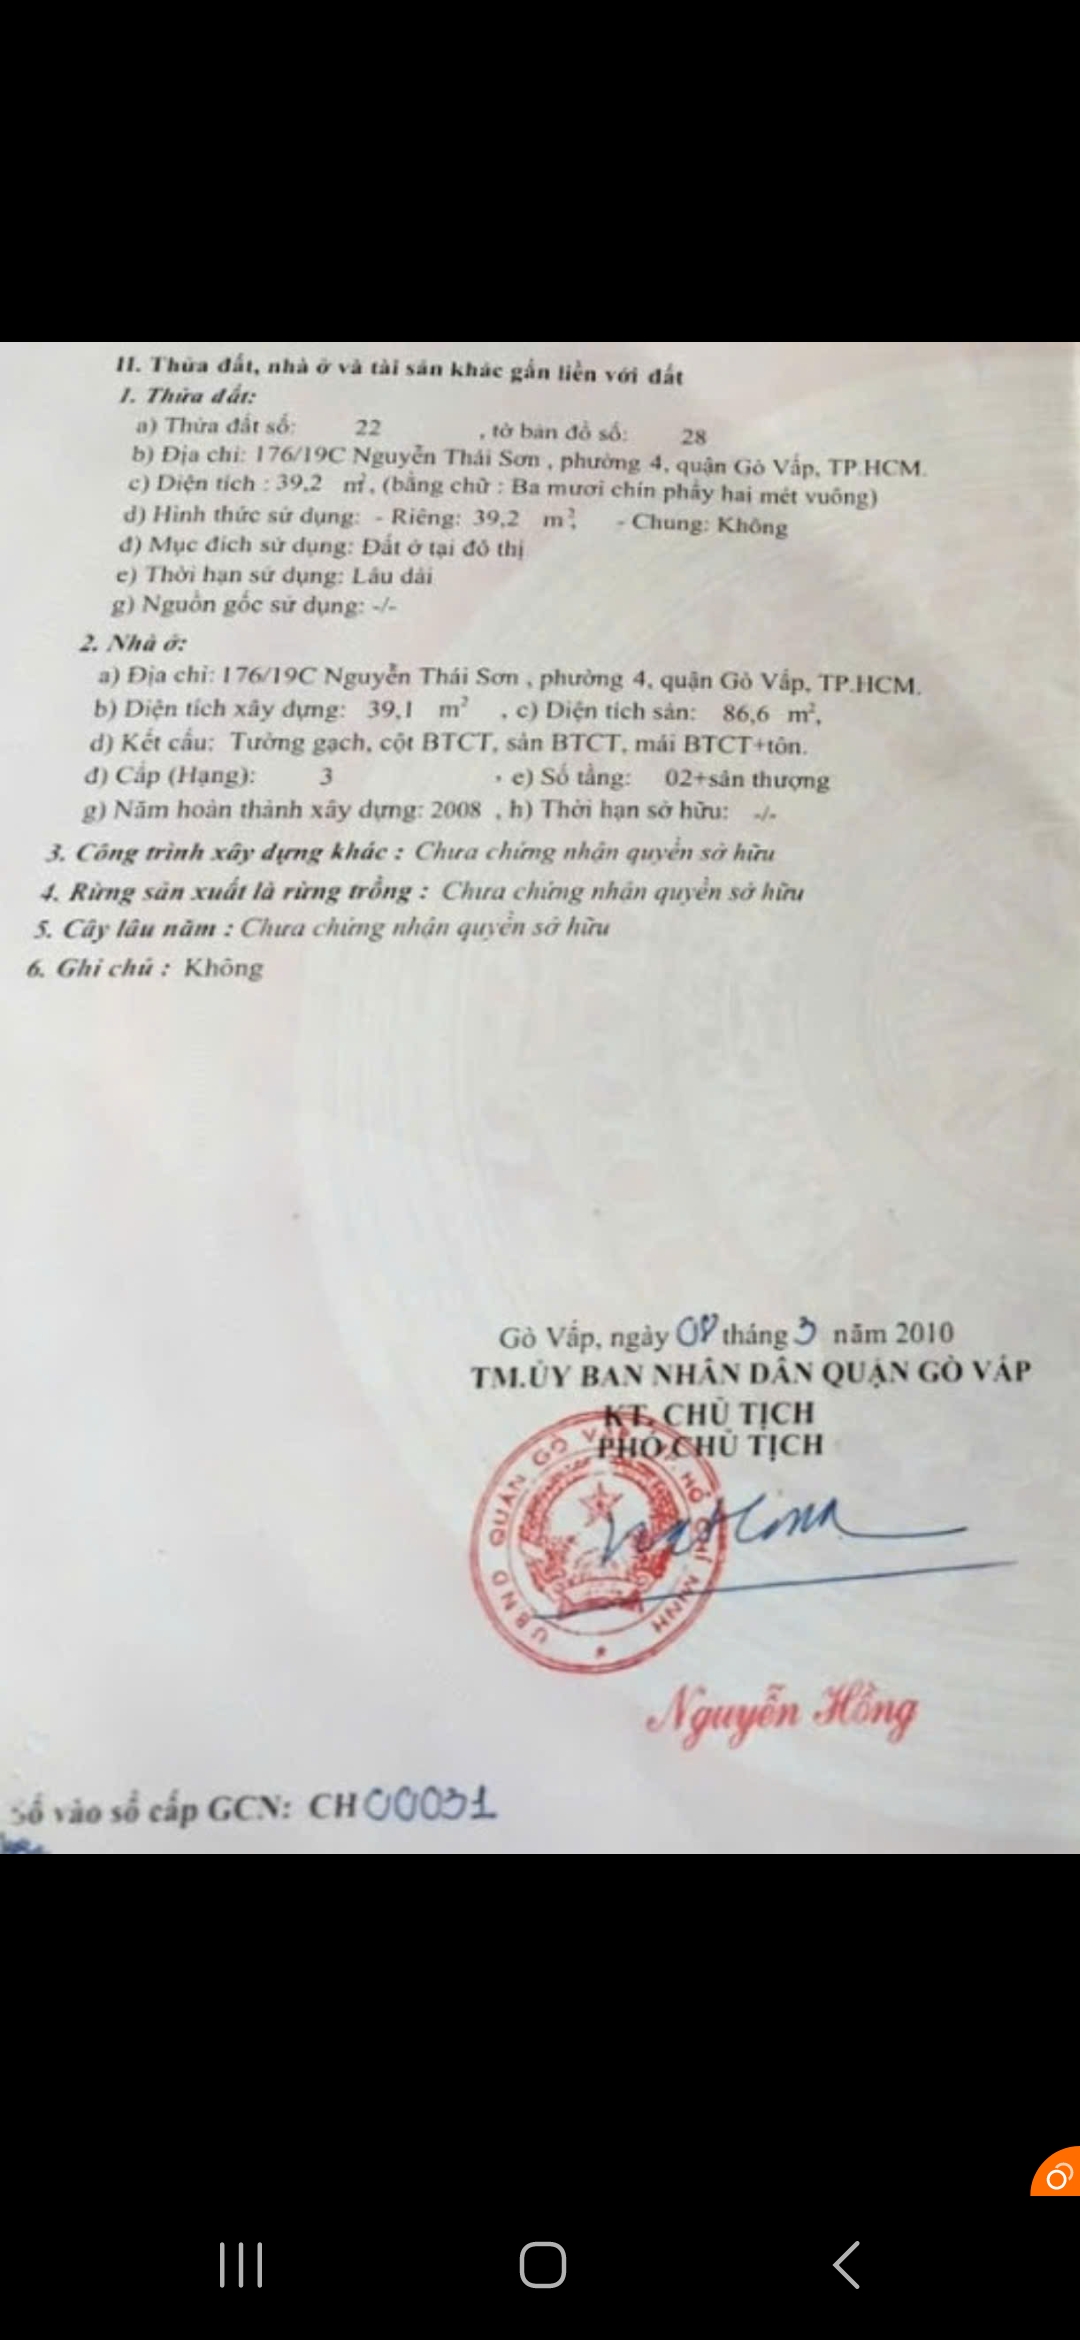 II. Thửa đất, nhà ở và tài sản khác gắn liền với đất
1. Thửa đất:
a) Thửa đất số: 22 , tờ bản đồ số: 28
b) Địa chỉ: 176/19C Nguyễn Thái Sơn , phường 4, quận Gò Vấp, TP.HCM.
c) Diện tích : 39,2 m², (bằng chữ : Ba mươi chín phẩy hai mét vuông)
d) Hình thức sử dụng: - Riêng: 39,2 m², - Chung: Không
đ) Mục đích sử dụng: Đất ở tại đô thị
e) Thời hạn sử dụng: Lâu dài
g) Nguồn gốc sử dụng: -/-
2. Nhà ở:
a) Địa chỉ: 176/19C Nguyễn Thái Sơn , phường 4, quận Gò Vấp, TP.HCM.
b) Diện tích xây dựng: 39,1 m² , c) Diện tích sàn: 86,6 m²,
d) Kết cấu: Tường gạch, cột BTCT, sàn BTCT, mái BTCT+tôn.
đ) Cấp (Hạng): 3 , e) Số tầng: 02+sân thượng
g) Năm hoàn thành xây dựng: 2008 , h) Thời hạn sở hữu: -/-
3. Công trình xây dựng khác : Chưa chứng nhận quyền sở hữu
4. Rừng sản xuất là rừng trồng : Chưa chứng nhận quyền sở hữu
5. Cây lâu năm : Chưa chứng nhận quyền sở hữu
6. Ghi chú : Không
Gò Vấp, ngày 08 tháng 3 năm 2010
TM.ỦY BAN NHÂN DÂN QUẬN GÒ VẤP
KT. CHỦ TỊCH
PHÓ CHỦ TỊCH
UBND QUẬN GÒ VẤP HỒ CHÍ MINH
Nguyễn Hồng
Số vào sổ cấp GCN: CH 00031